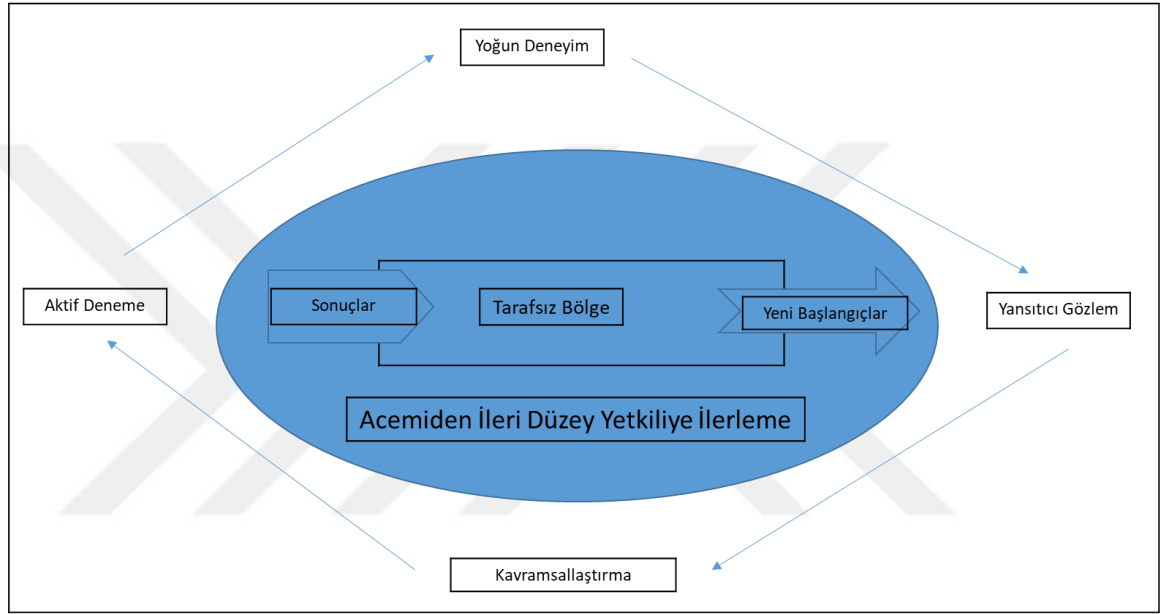 Yoğun Deneyim
Aktif Deneme
Sonuçlar
Tarafsız Bölge
Yeni Başlangıçlar
Yansıtıcı Gözlem
Acemiden İleri Düzey Yetkiliye İlerleme
Kavramsallaştırma